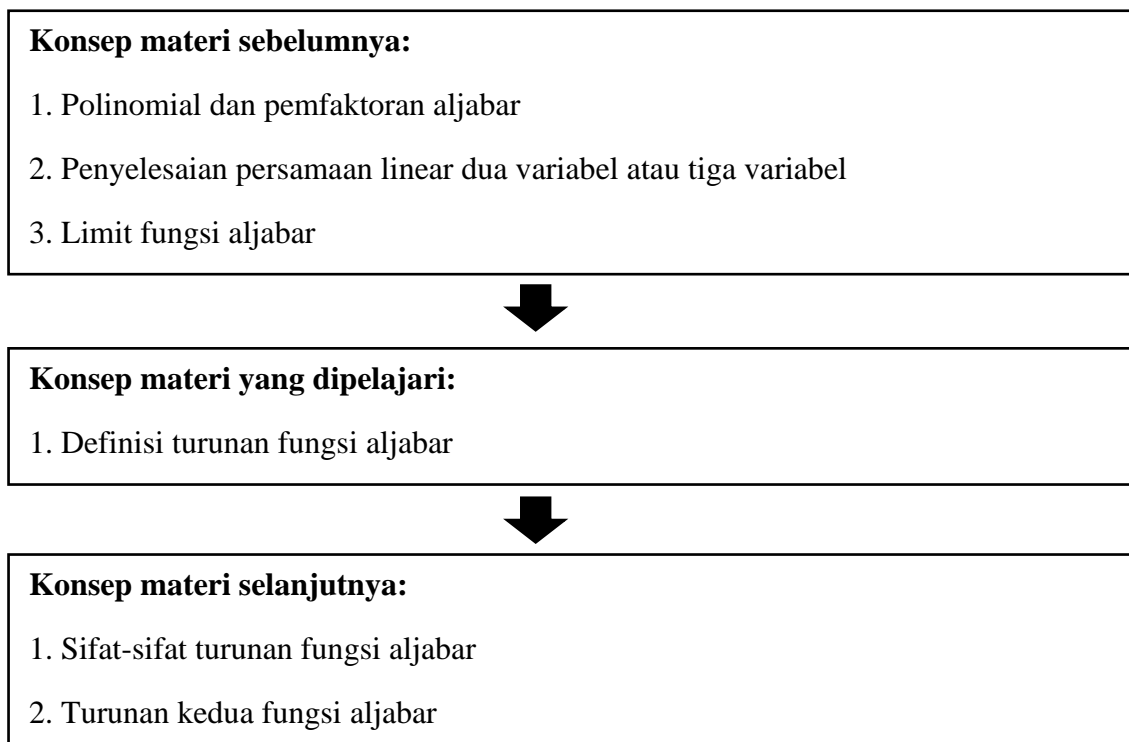 Konsep materi sebelumnya:
1. Polinomial dan pemfaktoran aljabar
2. Penyelesaian persamaan linear dua variabel atau tiga variabel
3. Limit fungsi aljabar
Konsep materi yang dipelajari:
1. Definisi turunan fungsi aljabar
Konsep materi selanjutnya:
1. Sifat-sifat turunan fungsi aljabar
2. Turunan kedua fungsi aljabar